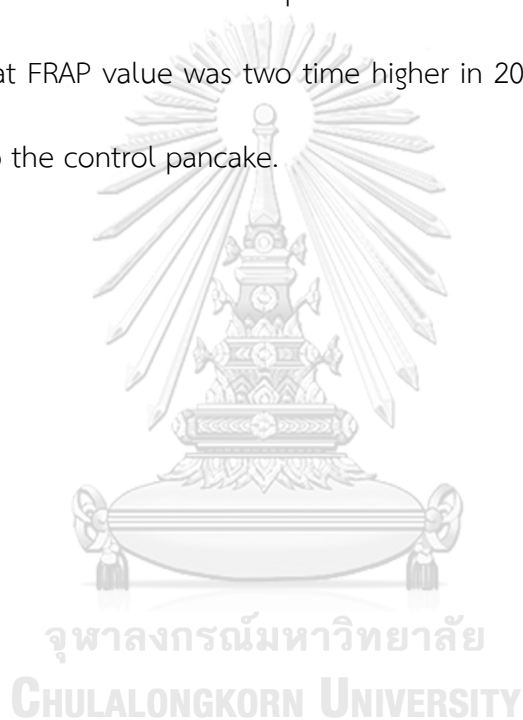 at FRAP value was two time higher in 20
the control pancake.
จุฬาลงกรณ์มหาวิทยาลัย
CHULALONGKORN UNIVERSITY